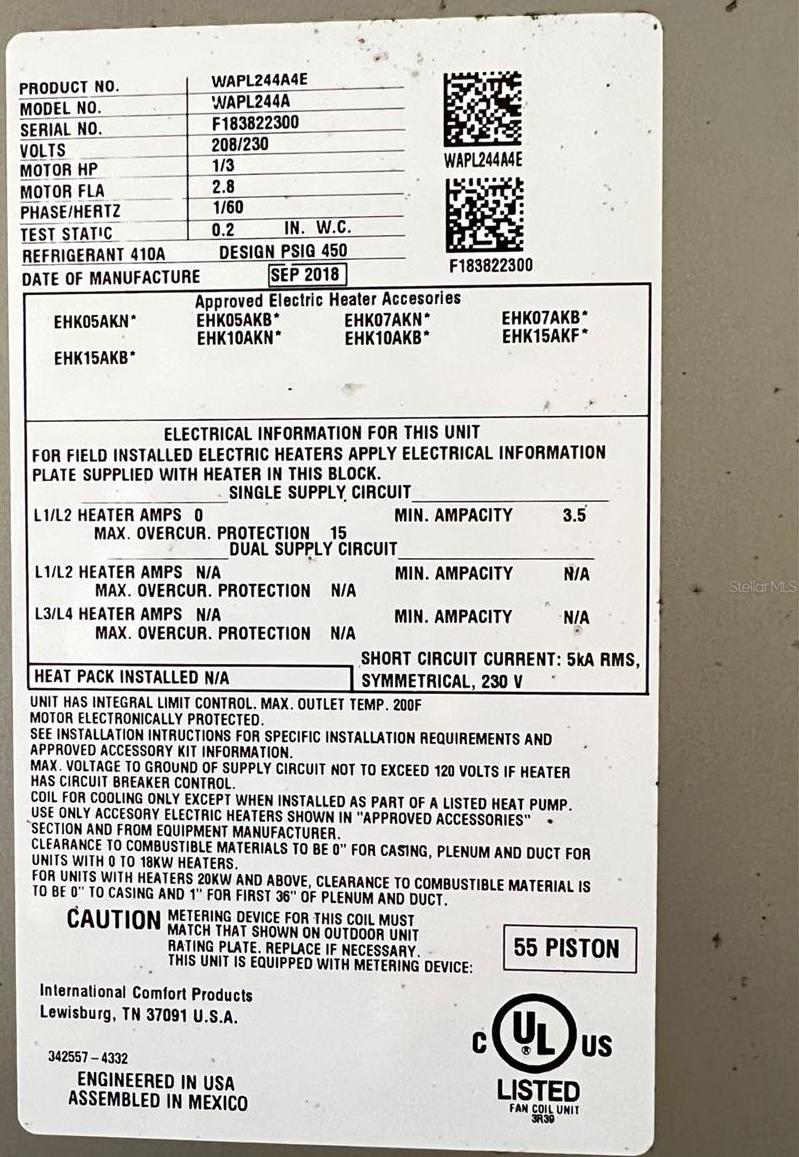 PRODUCT NO. WAPL244A4E
MODEL NO. WAPL244A
SERIAL NO. F183822300
VOLTS 208/230
MOTOR HP 1/3
MOTOR FLA 2.8
PHASE/HERTZ 1/60
TEST STATIC 0.2 IN. W.C.
REFRIGERANT 410A DESIGN PSIG 450
DATE OF MANUFACTURE SEP 2018
WAPL244A4E
F183822300
Approved Electric Heater Accesories
EHK05AKN* EHK05AKB* EHK07AKN* EHK07AKB*
EHK10AKN* EHK10AKB* EHK15AKF*
EHK15AKB*
ELECTRICAL INFORMATION FOR THIS UNIT
FOR FIELD INSTALLED ELECTRIC HEATERS APPLY ELECTRICAL INFORMATION
PLATE SUPPLIED WITH HEATER IN THIS BLOCK.
SINGLE SUPPLY CIRCUIT
L1/L2 HEATER AMPS 0 MIN. AMPACITY 3.5
MAX. OVERCUR. PROTECTION 15
DUAL SUPPLY CIRCUIT
L1/L2 HEATER AMPS N/A MIN. AMPACITY N/A
MAX. OVERCUR. PROTECTION N/A
L3/L4 HEATER AMPS N/A MIN. AMPACITY N/A
MAX. OVERCUR. PROTECTION N/A
HEAT PACK INSTALLED N/A
SHORT CIRCUIT CURRENT: 5kA RMS,
SYMMETRICAL, 230 V
UNIT HAS INTEGRAL LIMIT CONTROL. MAX. OUTLET TEMP. 200F
MOTOR ELECTRONICALLY PROTECTED.
SEE INSTALLATION INTRUCTIONS FOR SPECIFIC INSTALLATION REQUIREMENTS AND
APPROVED ACCESSORY KIT INFORMATION.
MAX. VOLTAGE TO GROUND OF SUPPLY CIRCUIT NOT TO EXCEED 120 VOLTS IF HEATER
HAS CIRCUIT BREAKER CONTROL.
COIL FOR COOLING ONLY EXCEPT WHEN INSTALLED AS PART OF A LISTED HEAT PUMP.
USE ONLY ACCESORY ELECTRIC HEATERS SHOWN IN "APPROVED ACCESSORIES"
SECTION AND FROM EQUIPMENT MANUFACTURER.
CLEARANCE TO COMBUSTIBLE MATERIALS TO BE 0" FOR CASING, PLENUM AND DUCT FOR
UNITS WITH 0 TO 18KW HEATERS.
FOR UNITS WITH HEATERS 20KW AND ABOVE, CLEARANCE TO COMBUSTIBLE MATERIAL IS
TO BE 0" TO CASING AND 1" FOR FIRST 36" OF PLENUM AND DUCT.
CAUTION METERING DEVICE FOR THIS COIL MUST
MATCH THAT SHOWN ON OUTDOOR UNIT
RATING PLATE. REPLACE IF NECESSARY.
THIS UNIT IS EQUIPPED WITH METERING DEVICE:
55 PISTON
International Comfort Products
Lewisburg, TN 37091 U.S.A.
342557-4332
ENGINEERED IN USA
ASSEMBLED IN MEXICO
C UL ® US
LISTED
FAN COIL UNIT
3R39
Stellar MLS